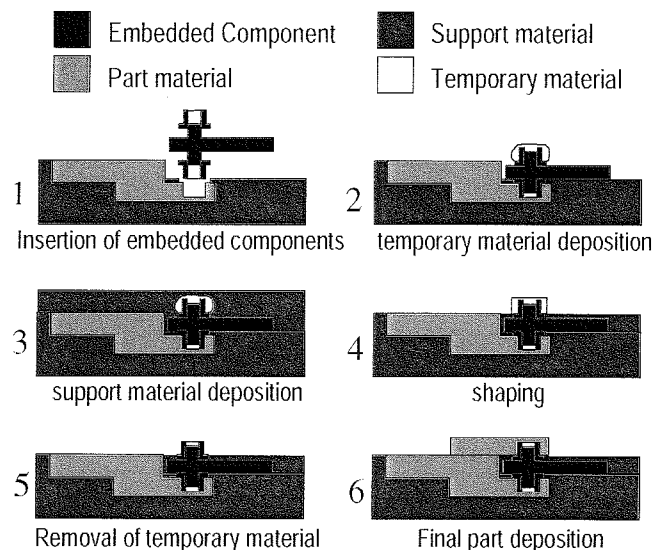 Embedded Component
Support material
Part material
Temporary material
1
Insertion of embedded components
2
temporary material deposition
3
support material deposition
4
shaping
5
Removal of temporary material
6
Final part deposition